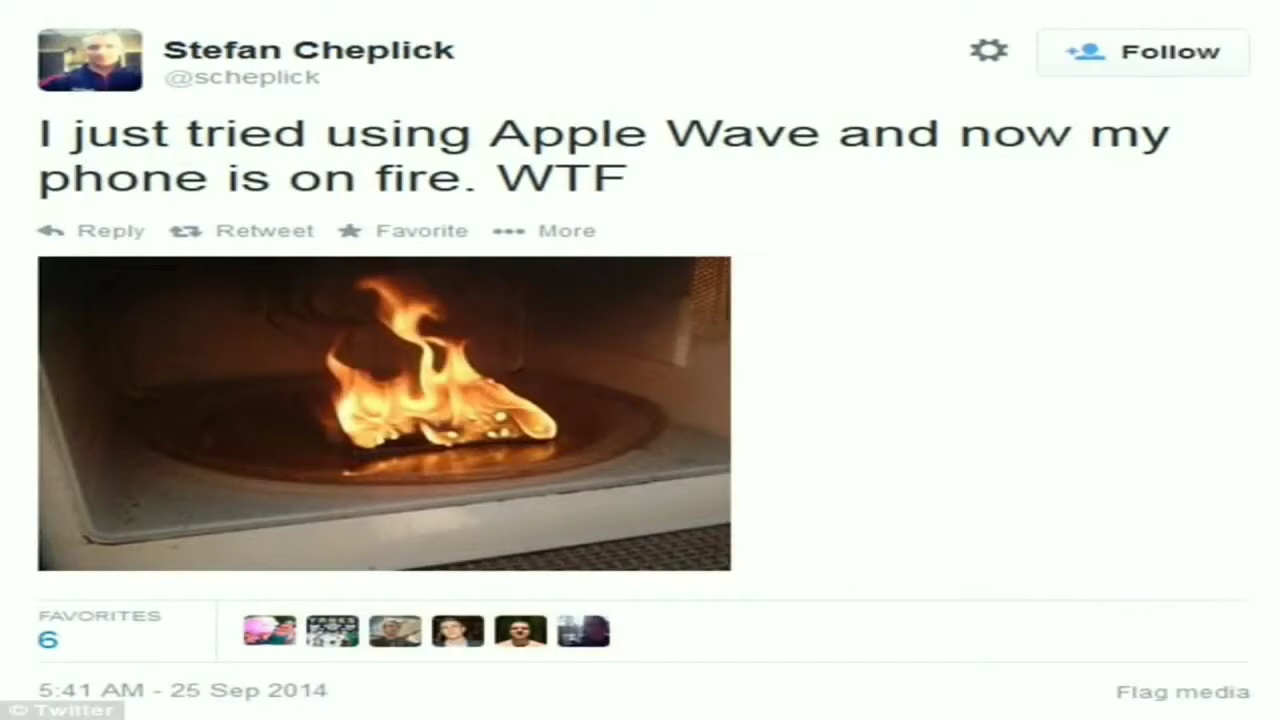 Stefan Cheplick
@scheplick
Follow
I just tried using Apple Wave and now my
phone is on fire. WTF
Reply Retweet Favorite More
FAVORITES
6
5:41 AM - 25 Sep 2014
Flag media
© Twitter